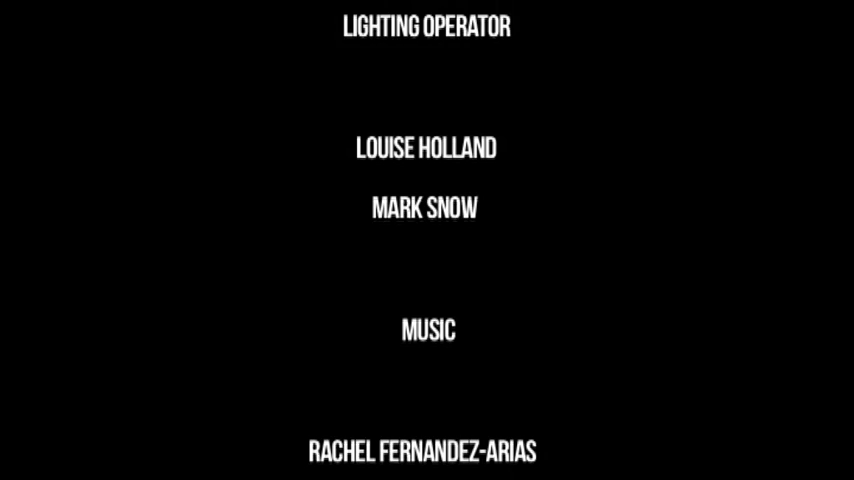 LIGHTING OPERATOR
LOUISE HOLLAND
MARK SNOW
MUSIC
RACHEL FERNANDEZ-ARIAS